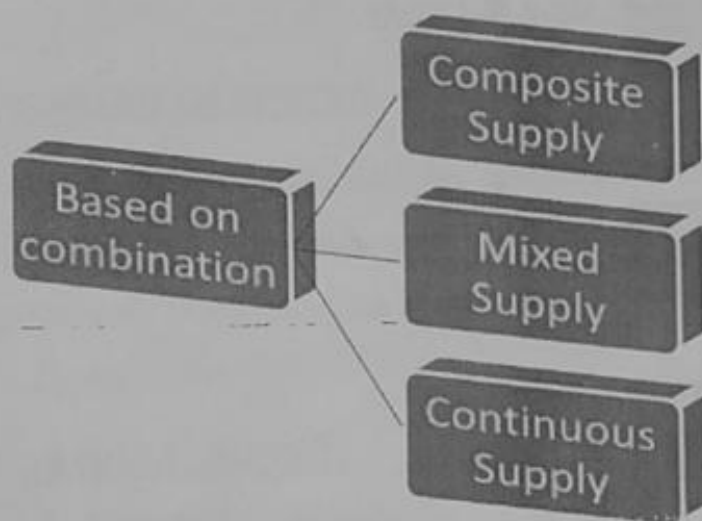 Based on
combination
Composite
Supply
Mixed
Supply
Continuous
Supply